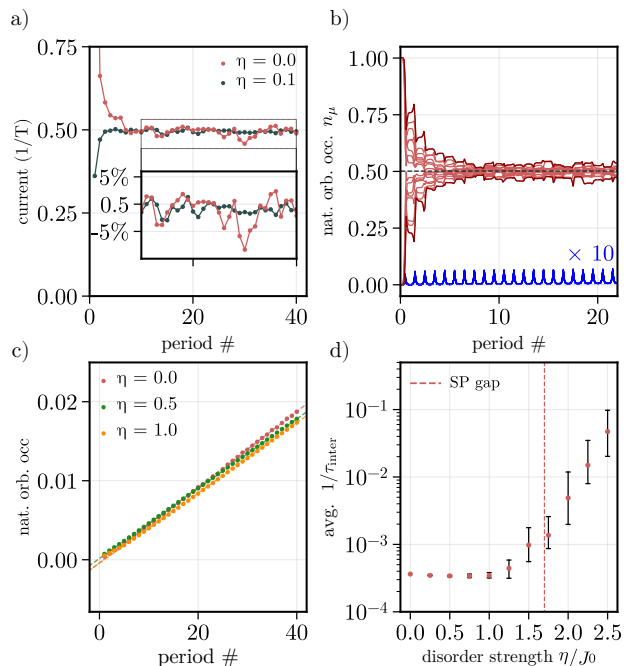 a)
b)
0.75
0.50
0.25
0.00
current (1/T)
η = 0.0
η = 0.1
5%
0.5
-5%
0
20
40
period #
1.00
0.75
0.50
0.25
0.00
nat. orb. occ. nμ
× 10
0
10
20
period #
c)
d)
0.02
0.01
0.00
nat. orb. occ
η = 0.0
η = 0.5
η = 1.0
0
20
40
period #
SP gap
10⁻¹
10⁻²
10⁻³
10⁻⁴
avg. 1/τinter
0.0
0.5
1.0
1.5
2.0
2.5
disorder strength η/J0